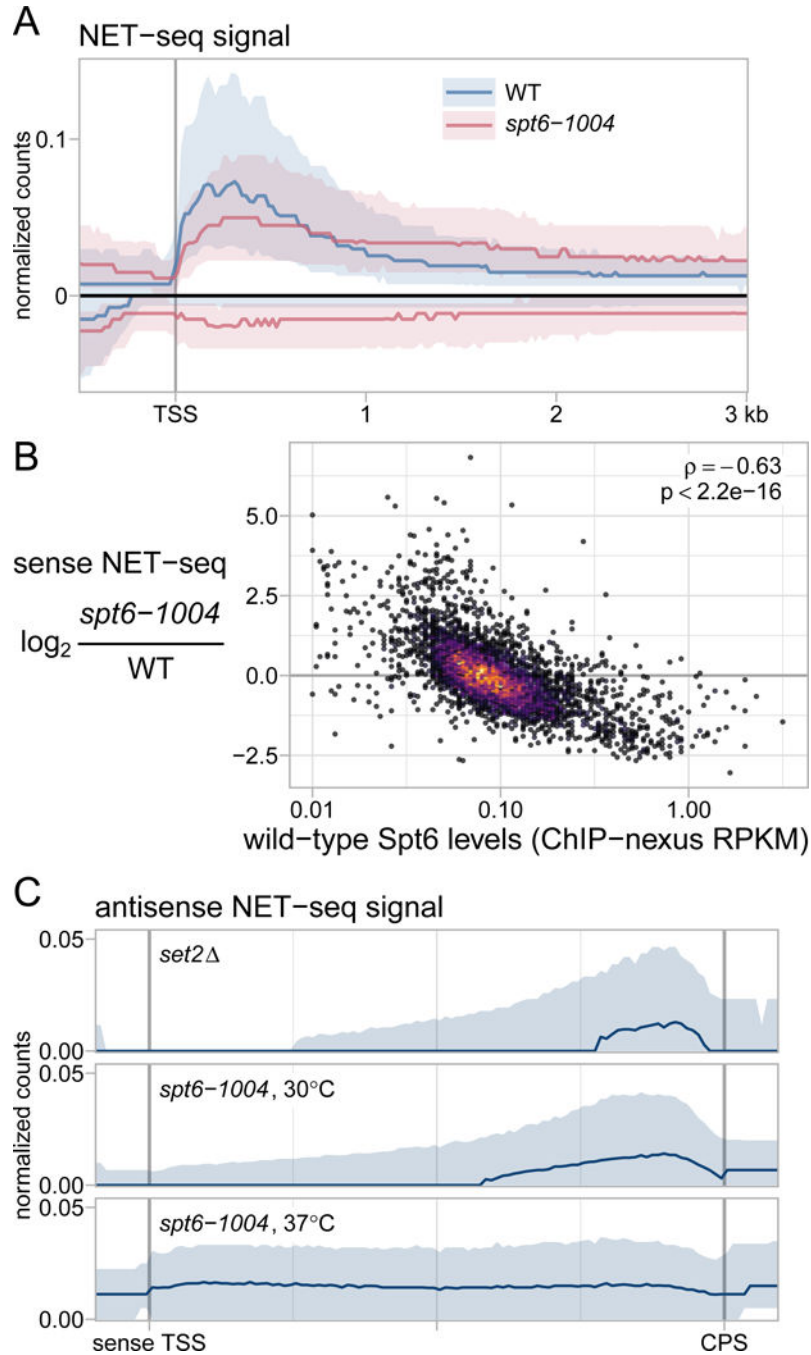 A
NET−seq signal
WT
spt6−1004
normalized counts
0.1
0
TSS
1
2
3 kb
B
ρ = −0.63
p < 2.2e−16
sense NET−seq
log2 spt6−1004
WT
5.0
2.5
0.0
−2.5
0.01
0.10
1.00
wild−type Spt6 levels (ChIP−nexus RPKM)
C
antisense NET−seq signal
normalized counts
0.05
set2Δ
0.00
0.05
spt6−1004, 30°C
0.00
0.05
spt6−1004, 37°C
0.00
sense TSS
CPS